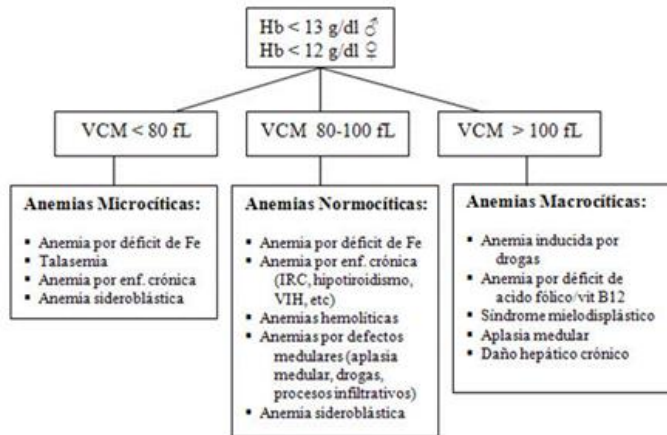 Hb < 13 g/dl ♂
Hb < 12 g/dl ♀
VCM < 80 fL
VCM 80-100 fL
VCM > 100 fL
Anemias Microcíticas:
▪ Anemia por déficit de Fe
▪ Talasemia
▪ Anemia por enf. crónica
▪ Anemia sideroblástica
Anemias Normocíticas:
▪ Anemia por déficit de Fe
▪ Anemia por enf. crónica
(IRC, hipotiroidismo,
VIH, etc)
▪ Anemias hemolíticas
▪ Anemias por defectos
medulares (aplasia
medular, drogas,
procesos infiltrativos)
▪ Anemia sideroblástica
Anemias Macrocíticas:
▪ Anemia inducida por
drogas
▪ Anemia por déficit de
acido fólico/vit B12
▪ Síndrome mielodisplástico
▪ Aplasia medular
▪ Daño hepático crónico